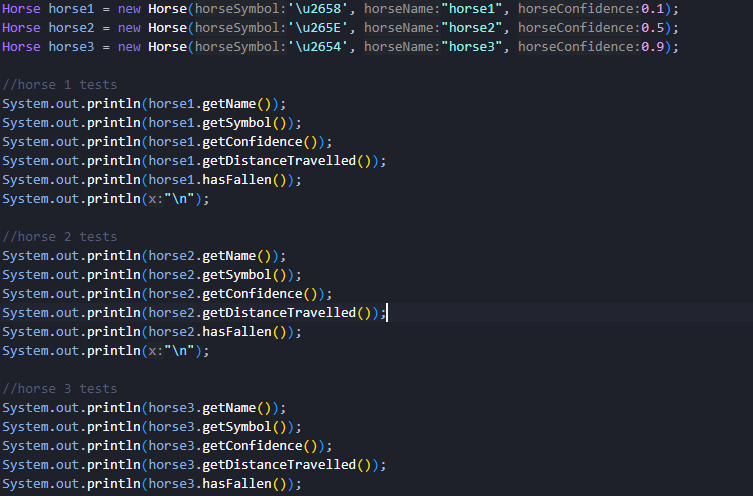 Horse horse1 = new Horse(horseSymbol:'\u2658', horseName:"horse1", horseConfidence:0.1);
Horse horse2 = new Horse(horseSymbol:'\u265E', horseName:"horse2", horseConfidence:0.5);
Horse horse3 = new Horse(horseSymbol:'\u2654', horseName:"horse3", horseConfidence:0.9);
//horse 1 tests
System.out.println(horse1.getName());
System.out.println(horse1.getSymbol());
System.out.println(horse1.getConfidence());
System.out.println(horse1.getDistanceTravelled());
System.out.println(horse1.hasFallen());
System.out.println(x:"\n");
//horse 2 tests
System.out.println(horse2.getName());
System.out.println(horse2.getSymbol());
System.out.println(horse2.getConfidence());
System.out.println(horse2.getDistanceTravelled());
System.out.println(horse2.hasFallen());
System.out.println(x:"\n");
//horse 3 tests
System.out.println(horse3.getName());
System.out.println(horse3.getSymbol());
System.out.println(horse3.getConfidence());
System.out.println(horse3.getDistanceTravelled());
System.out.println(horse3.hasFallen());